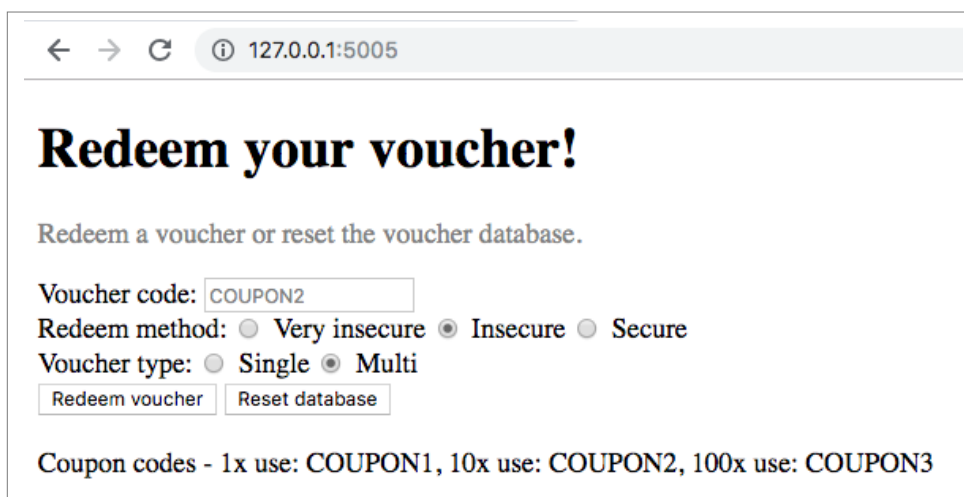 127.0.0.1:5005
Redeem your voucher!
Redeem a voucher or reset the voucher database.
Voucher code: COUPON2
Redeem method: Very insecure Insecure Secure
Voucher type: Single Multi
Redeem voucher Reset database
Coupon codes - 1x use: COUPON1, 10x use: COUPON2, 100x use: COUPON3